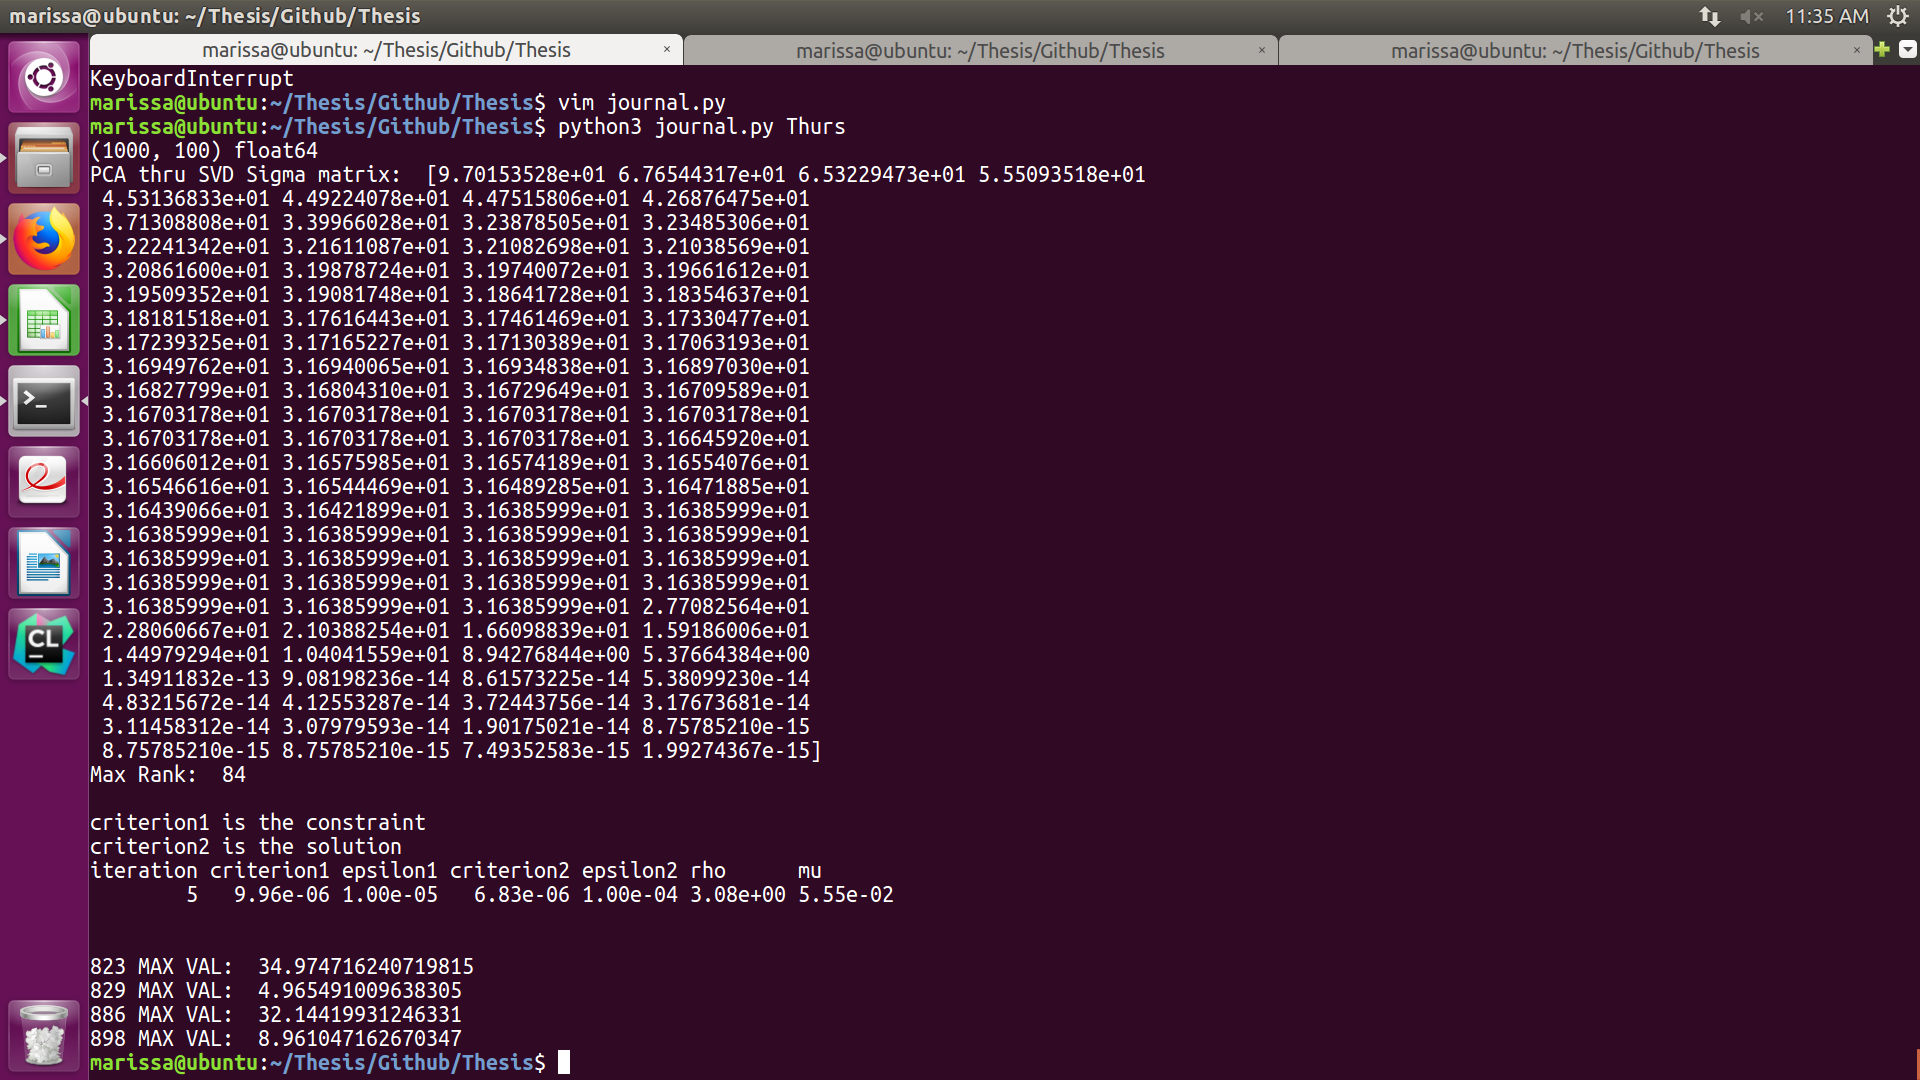 marissa@ubuntu: ~/Thesis/Github/Thesis
11:35 AM
marissa@ubuntu: ~/Thesis/Github/Thesis × marissa@ubuntu: ~/Thesis/Github/Thesis × marissa@ubuntu: ~/Thesis/Github/Thesis ×
KeyboardInterrupt
marissa@ubuntu:~/Thesis/Github/Thesis$ vim journal.py
marissa@ubuntu:~/Thesis/Github/Thesis$ python3 journal.py Thurs
(1000, 100) float64
PCA thru SVD Sigma matrix:  [9.70153528e+01 6.76544317e+01 6.53229473e+01 5.55093518e+01
4.53136833e+01 4.49224078e+01 4.47515806e+01 4.26876475e+01
3.71308808e+01 3.39966028e+01 3.23878505e+01 3.23485306e+01
3.22241342e+01 3.21611087e+01 3.21082698e+01 3.21038569e+01
3.20861600e+01 3.19878724e+01 3.19740072e+01 3.19661612e+01
3.19509352e+01 3.19081748e+01 3.18641728e+01 3.18354637e+01
3.18181518e+01 3.17616443e+01 3.17461469e+01 3.17330477e+01
3.17239325e+01 3.17165227e+01 3.17130389e+01 3.17063193e+01
3.16949762e+01 3.16940065e+01 3.16934838e+01 3.16897030e+01
3.16827799e+01 3.16804310e+01 3.16729649e+01 3.16709589e+01
3.16703178e+01 3.16703178e+01 3.16703178e+01 3.16703178e+01
3.16703178e+01 3.16703178e+01 3.16703178e+01 3.16645920e+01
3.16606012e+01 3.16575985e+01 3.16574189e+01 3.16554076e+01
3.16546616e+01 3.16544469e+01 3.16489285e+01 3.16471885e+01
3.16439066e+01 3.16421899e+01 3.16385999e+01 3.16385999e+01
3.16385999e+01 3.16385999e+01 3.16385999e+01 3.16385999e+01
3.16385999e+01 3.16385999e+01 3.16385999e+01 3.16385999e+01
3.16385999e+01 3.16385999e+01 3.16385999e+01 3.16385999e+01
3.16385999e+01 3.16385999e+01 3.16385999e+01 2.77082564e+01
2.28060667e+01 2.10388254e+01 1.66098839e+01 1.59186006e+01
1.44979294e+01 1.04041559e+01 8.94276844e+00 5.37664384e+00
1.34911832e-13 9.08198236e-14 8.61573225e-14 5.38099230e-14
4.83215672e-14 4.12553287e-14 3.72443756e-14 3.17673681e-14
3.11458312e-14 3.07979593e-14 1.90175021e-14 8.75785210e-15
8.75785210e-15 8.75785210e-15 7.49352583e-15 1.99274367e-15]
Max Rank:  84
criterion1 is the constraint
criterion2 is the solution
iteration criterion1 epsilon1 criterion2 epsilon2 rho      mu
5   9.96e-06 1.00e-05   6.83e-06 1.00e-04 3.08e+00 5.55e-02
823 MAX VAL:  34.974716240719815
829 MAX VAL:  4.965491009638305
886 MAX VAL:  32.14419931246331
898 MAX VAL:  8.961047162670347
marissa@ubuntu:~/Thesis/Github/Thesis$
CL